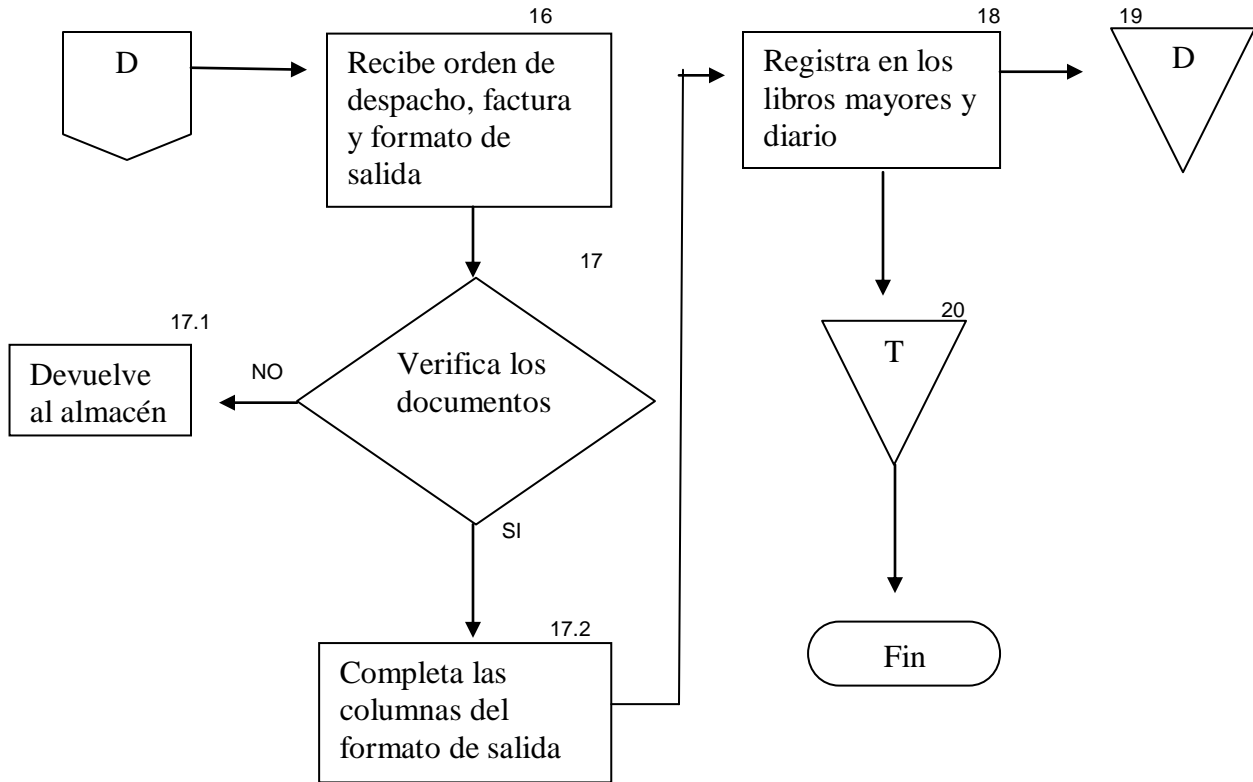 D
16
Recibe orden de
despacho, factura
y formato de
salida
17
Verifica los
documentos
NO
17.1
Devuelve
al almacén
SI
17.2
Completa las
columnas del
formato de salida
18
Registra en los
libros mayores y
diario
19
D
20
T
Fin